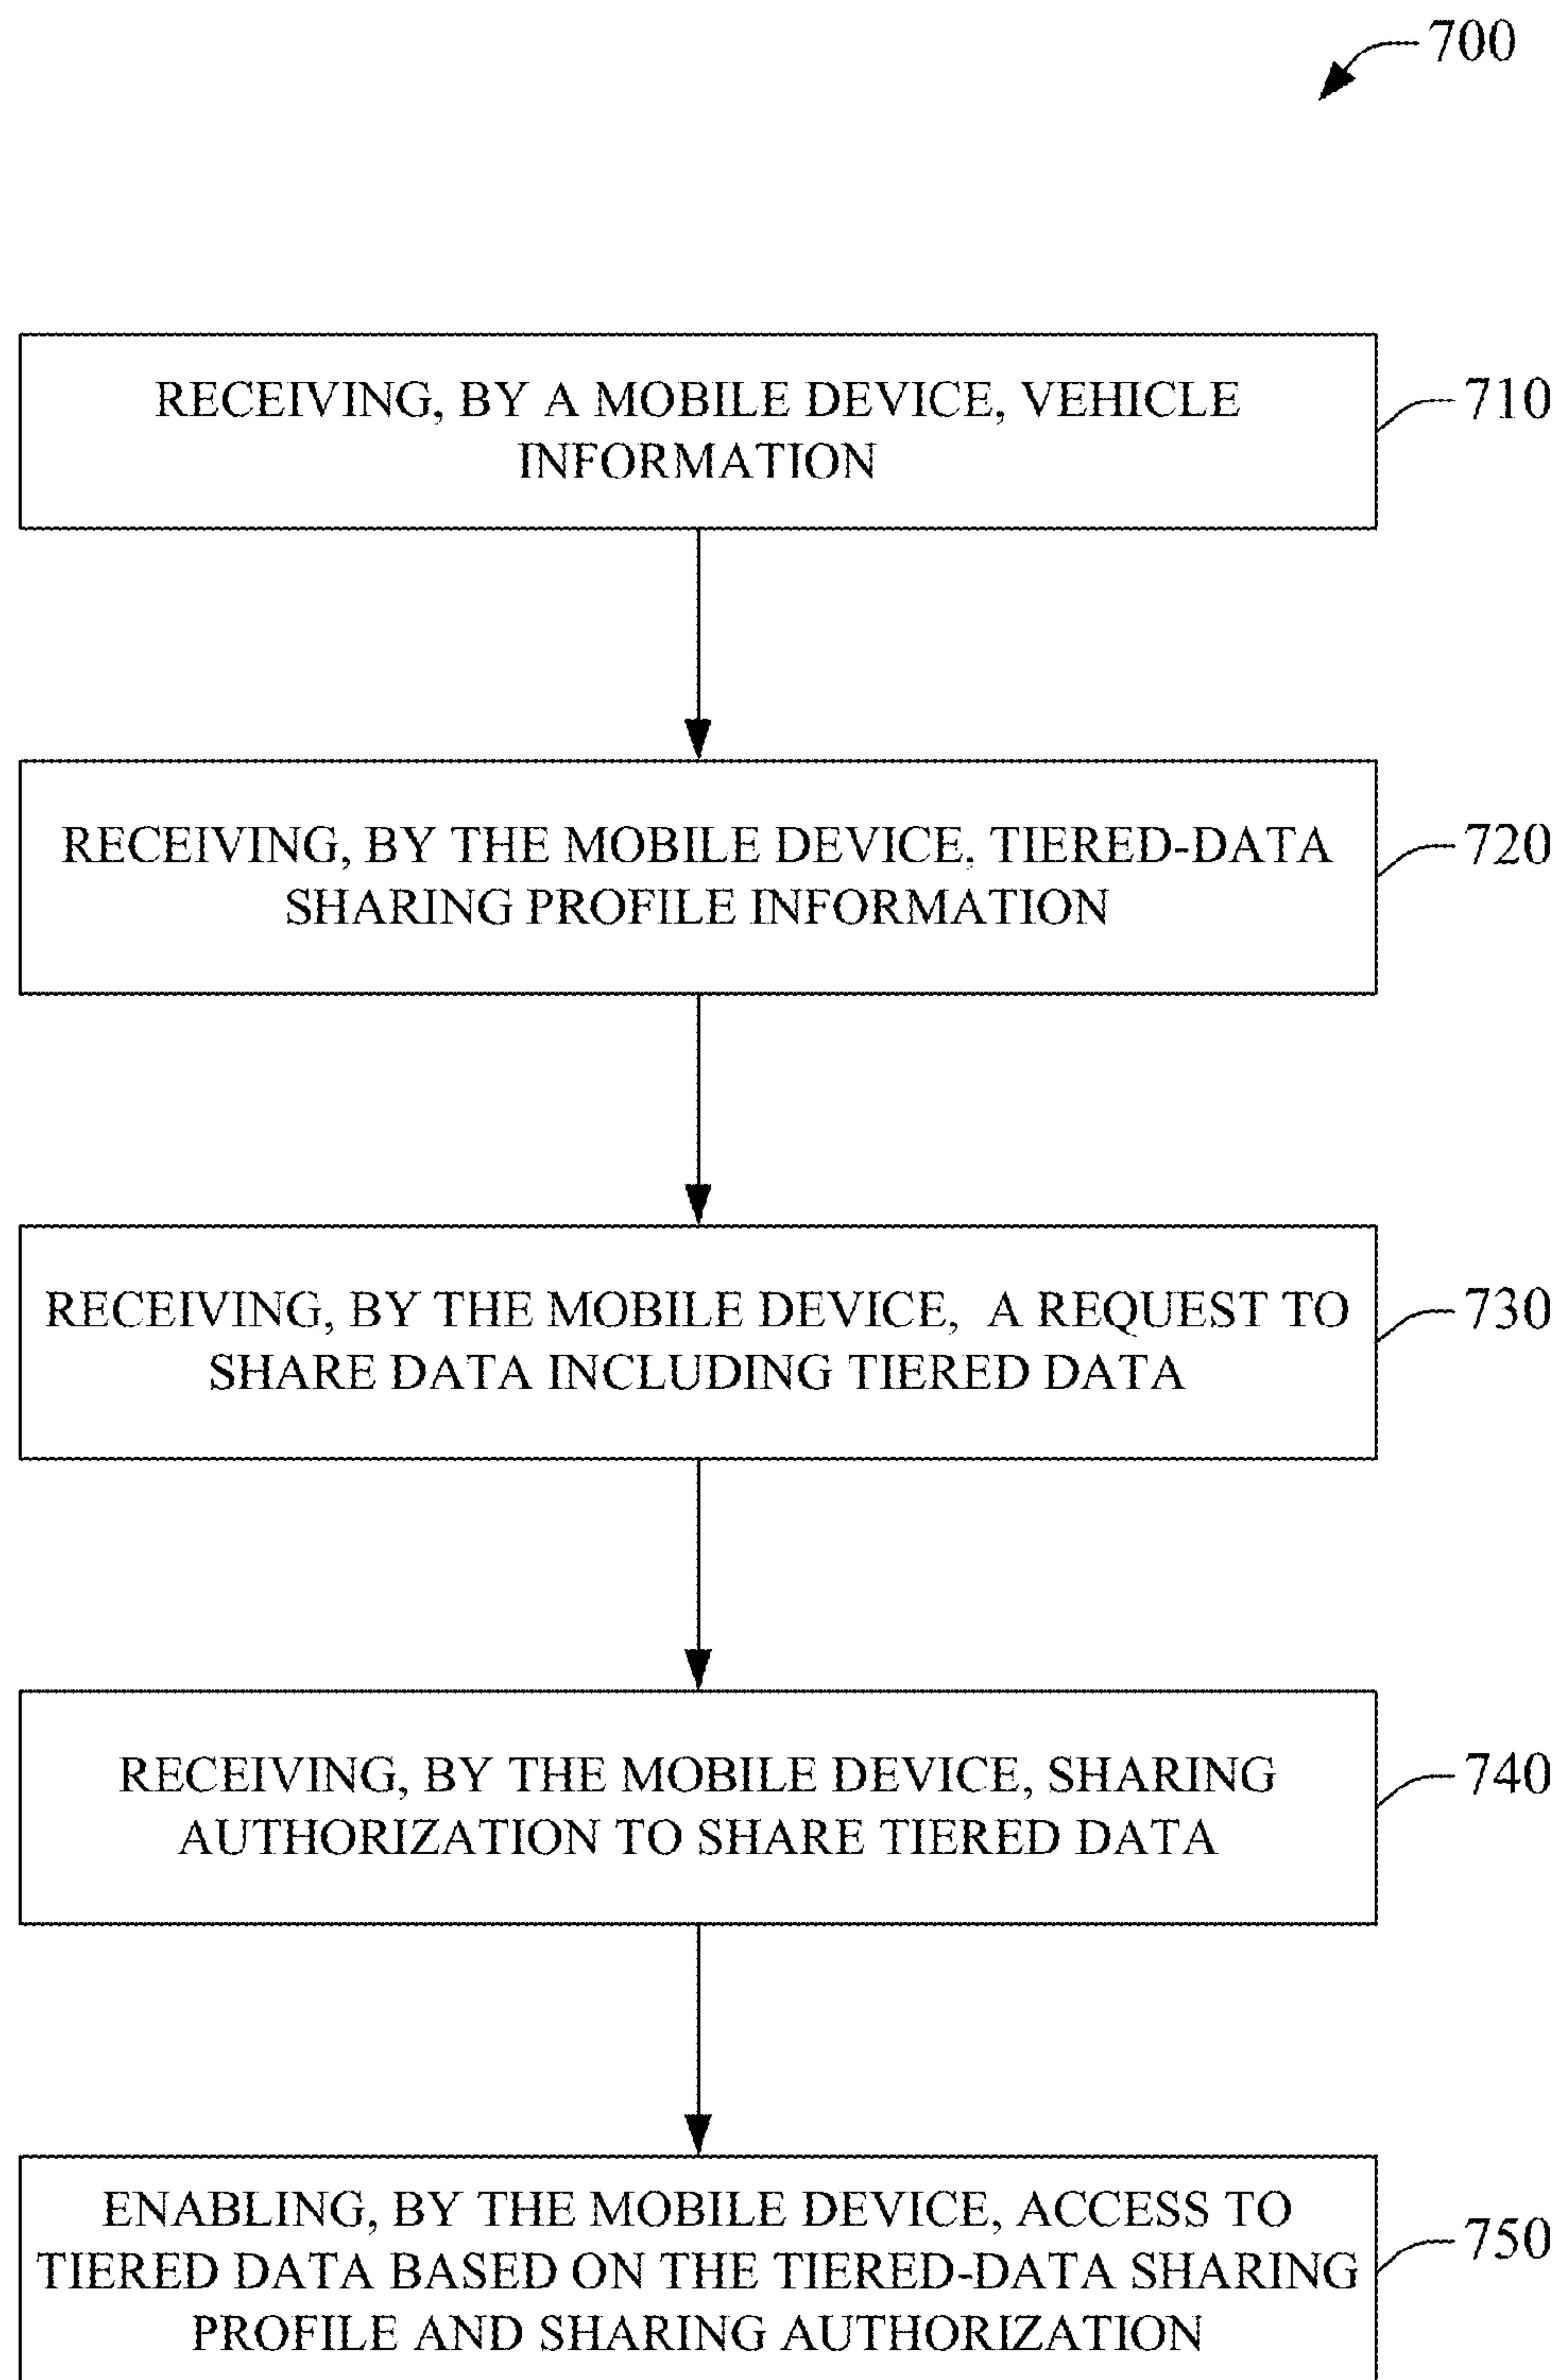 700
RECEIVING, BY A MOBILE DEVICE, VEHICLE
INFORMATION
710
RECEIVING, BY THE MOBILE DEVICE, TIERED-DATA
SHARING PROFILE INFORMATION
720
RECEIVING, BY THE MOBILE DEVICE, A REQUEST TO
SHARE DATA INCLUDING TIERED DATA
730
RECEIVING, BY THE MOBILE DEVICE, SHARING
AUTHORIZATION TO SHARE TIERED DATA
740
ENABLING, BY THE MOBILE DEVICE, ACCESS TO
TIERED DATA BASED ON THE TIERED-DATA SHARING
PROFILE AND SHARING AUTHORIZATION
750